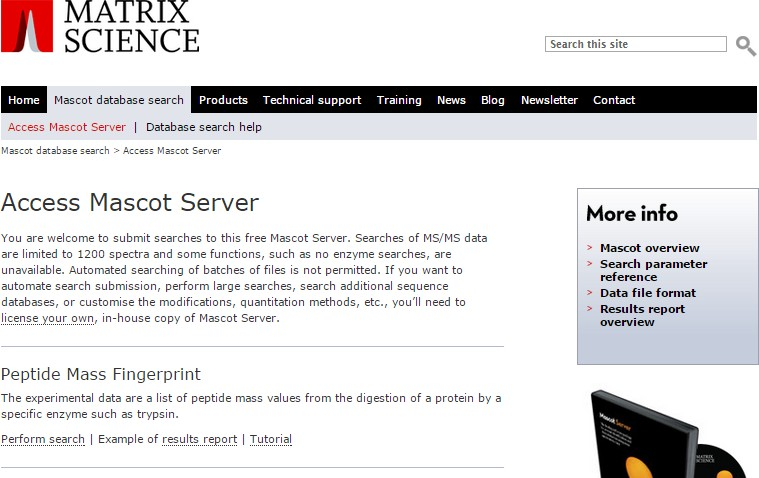 MATRIX
SCIENCE
Search this site
Home Mascot database search Products Technical support Training News Blog Newsletter Contact
Access Mascot Server | Database search help
Mascot database search > Access Mascot Server
Access Mascot Server
You are welcome to submit searches to this free Mascot Server. Searches of MS/MS data
are limited to 1200 spectra and some functions, such as no enzyme searches, are
unavailable. Automated searching of batches of files is not permitted. If you want to
automate search submission, perform large searches, search additional sequence
databases, or customise the modifications, quantitation methods, etc., you'll need to
license your own, in-house copy of Mascot Server.
Peptide Mass Fingerprint
The experimental data are a list of peptide mass values from the digestion of a protein by a
specific enzyme such as trypsin.
Perform search | Example of results report | Tutorial
More info
> Mascot overview
> Search parameter
reference
> Data file format
> Results report
overview
Mascot Server
MATRIX
SCIENCE